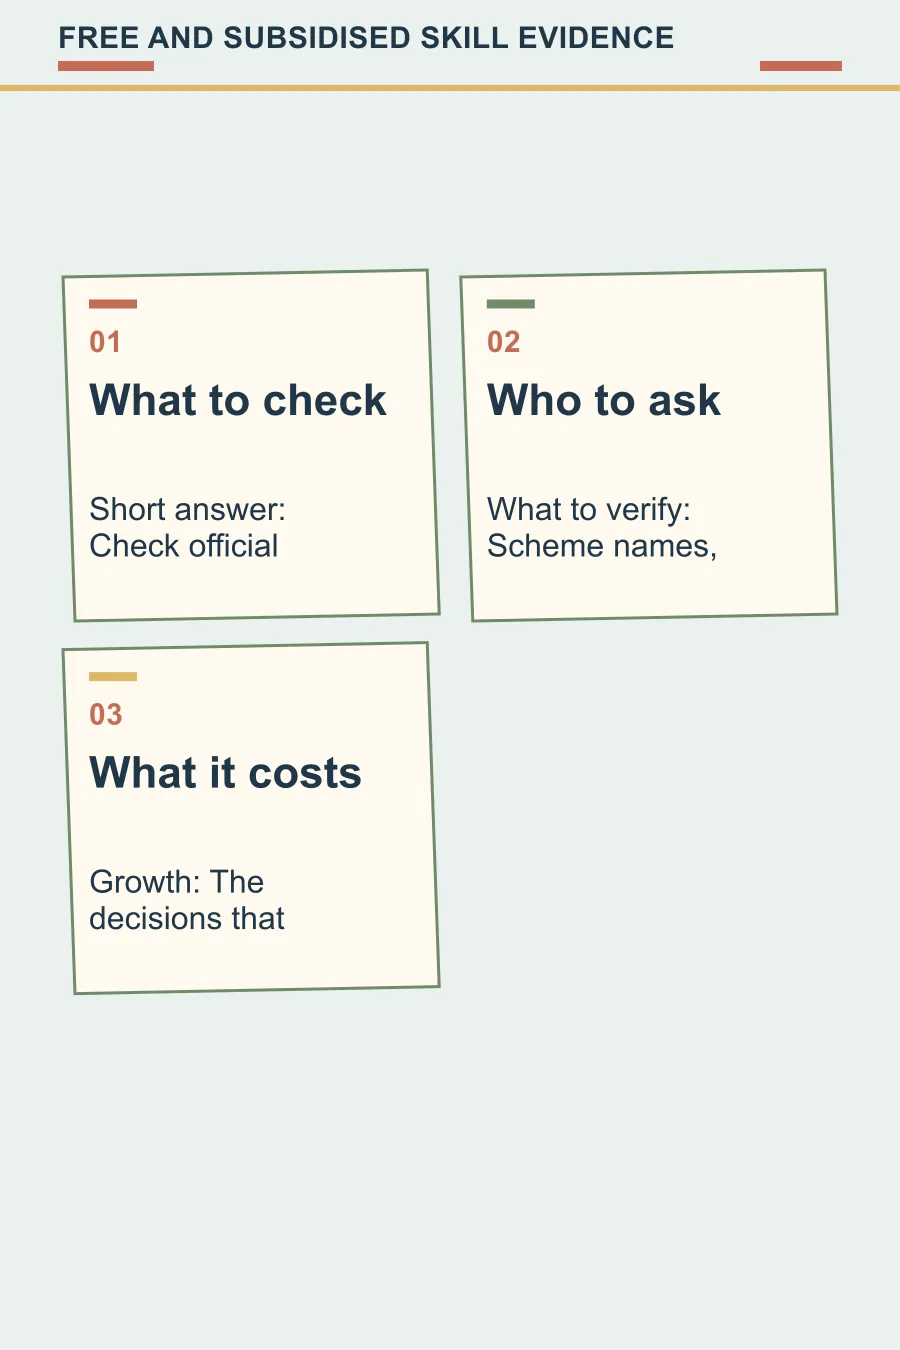 FREE AND SUBSIDISED SKILL EVIDENCE
01
What to check
Short answer:
Check official
02
Who to ask
What to verify:
Scheme names,
03
What it costs
Growth: The
decisions that